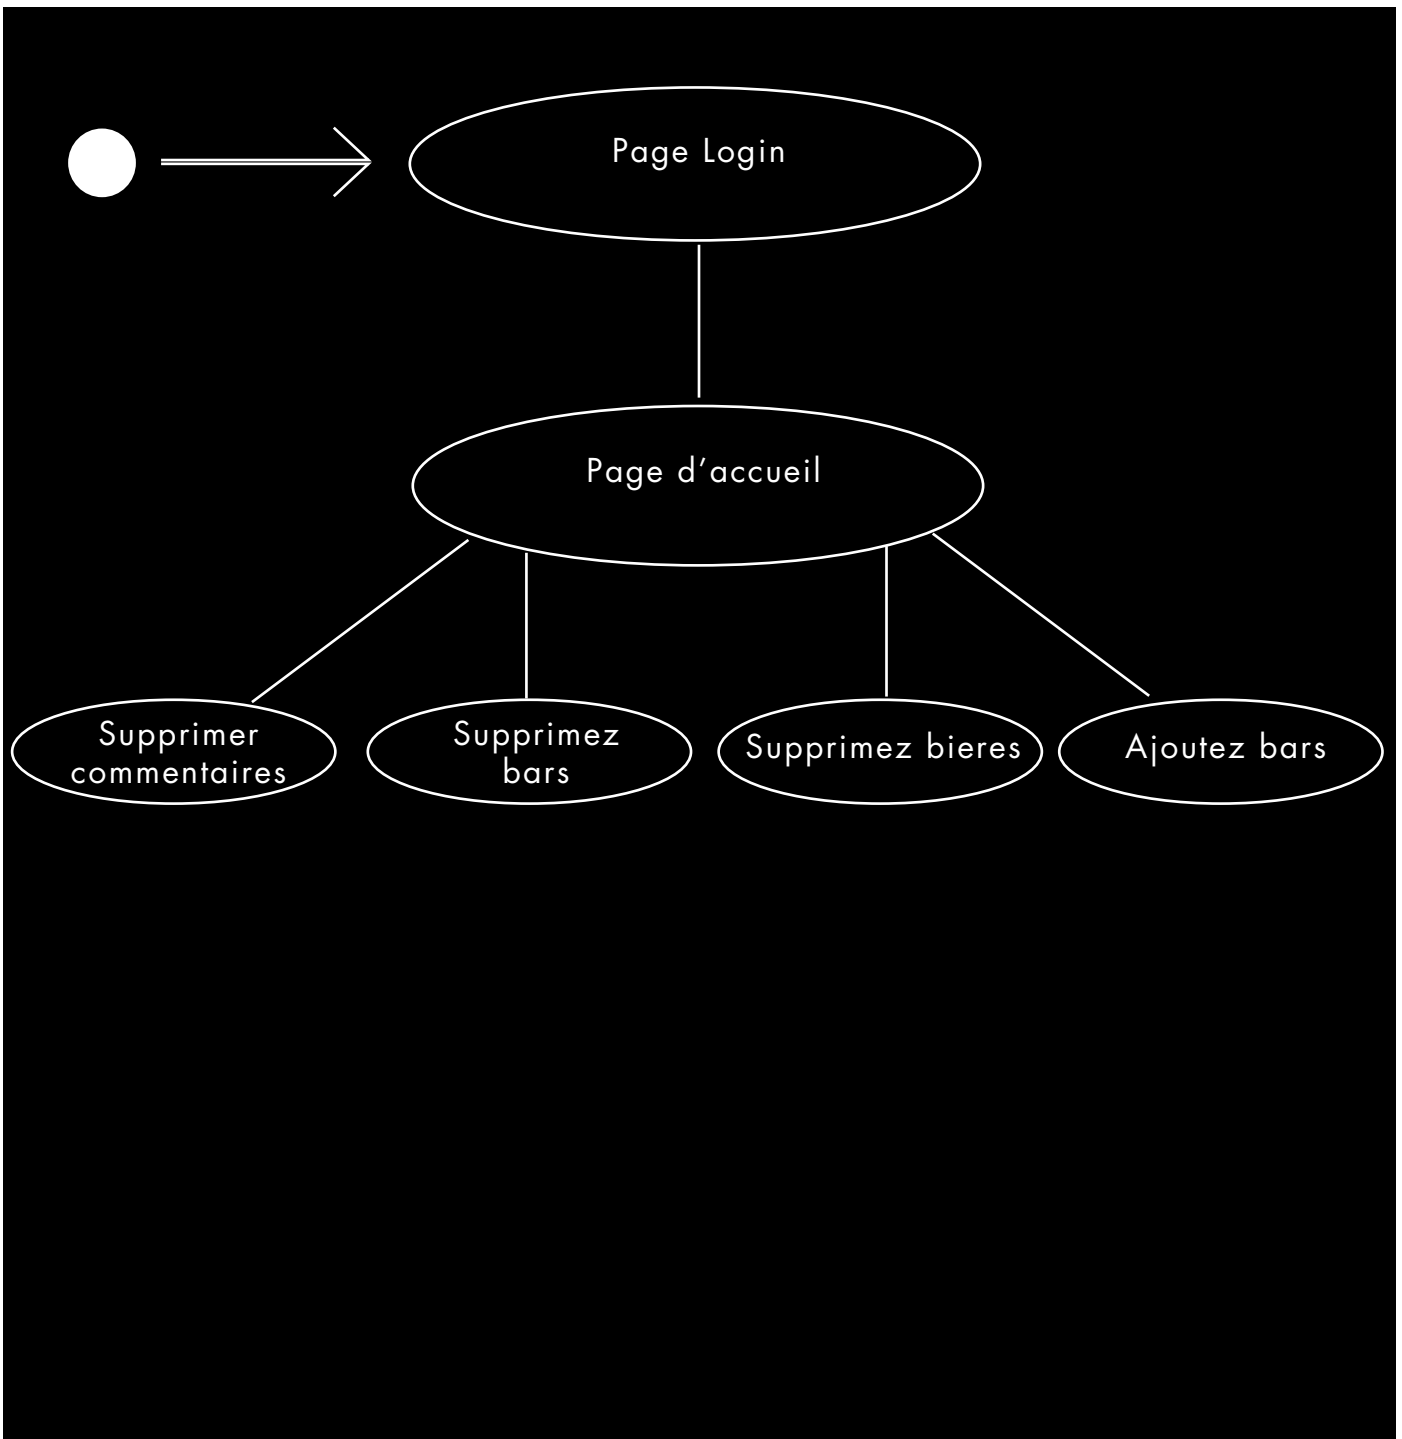 Page Login
Page d’accueil
Supprimer
commentaires
Supprimez
bars
Supprimez bieres
Ajoutez bars